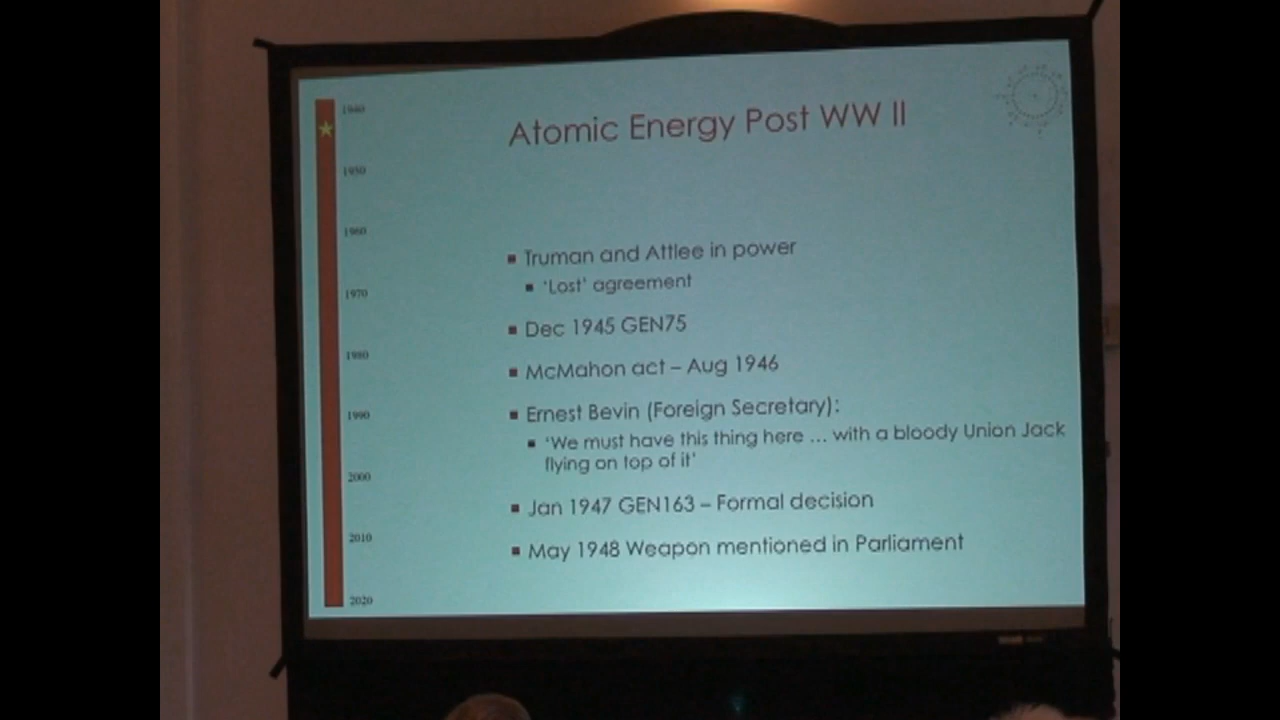 Atomic Energy Post WW II
1940
1950
1960
1970
1980
1990
2000
2010
2020
▪ Truman and Attlee in power
▪ 'Lost' agreement
▪ Dec 1945 GEN75
▪ McMahon act – Aug 1946
▪ Ernest Bevin (Foreign Secretary):
▪ 'We must have this thing here ... with a bloody Union Jack
flying on top of it'
▪ Jan 1947 GEN163 – Formal decision
▪ May 1948 Weapon mentioned in Parliament